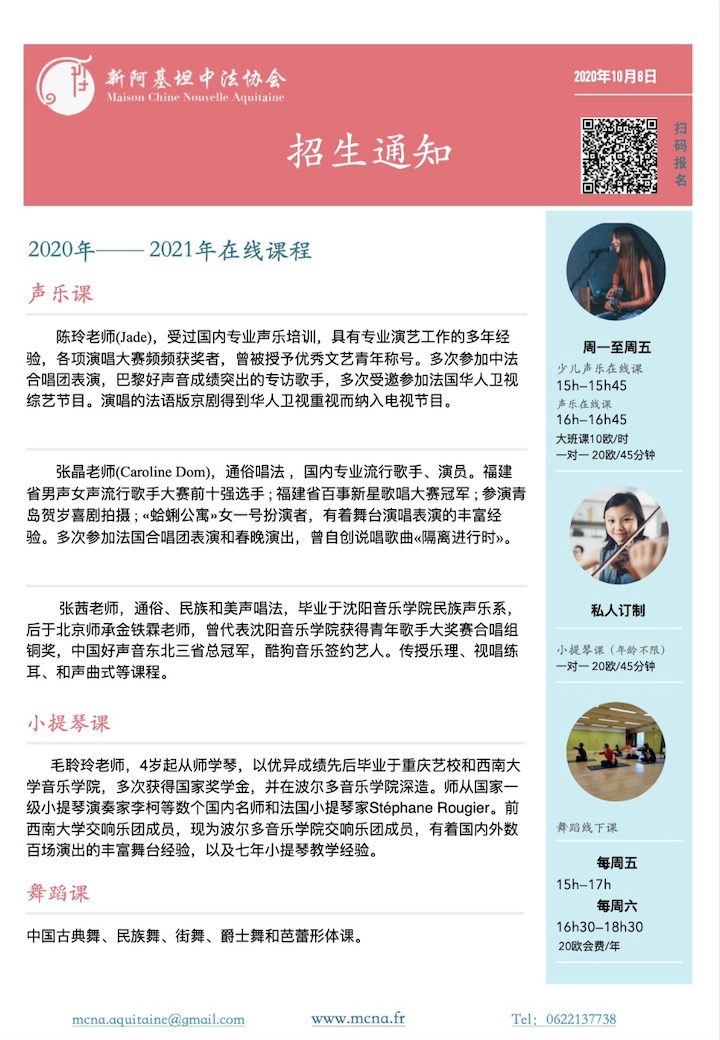 新阿基坦中法协会
Maison Chine Nouvelle Aquitaine
2020年10月8日
招生通知
扫码报名
2020年—— 2021年在线课程
声乐课
陈玲老师(Jade)，受过国内专业声乐培训，具有专业演艺工作的多年经
验，各项演唱大赛频频获奖者，曾被授予优秀文艺青年称号。多次参加中法
合唱团表演，巴黎好声音成绩突出的专访歌手，多次受邀参加法国华人卫视
综艺节目。演唱的法语版京剧得到华人卫视重视而纳入电视节目。
张晶老师(Caroline Dom)，通俗唱法 ，国内专业流行歌手、演员。福建
省男声女声流行歌手大赛前十强选手 ; 福建省百事新星歌唱大赛冠军 ; 参演青
岛贺岁喜剧拍摄 ; «蛤蜊公寓»女一号扮演者，有着舞台演唱表演的丰富经
验。多次参加法国合唱团表演和春晚演出，曾自创说唱歌曲«隔离进行时»。
张茜老师，通俗、民族和美声唱法，毕业于沈阳音乐学院民族声乐系，
后于北京师承金铁霖老师，曾代表沈阳音乐学院获得青年歌手大奖赛合唱组
铜奖，中国好声音东北三省总冠军，酷狗音乐签约艺人。传授乐理、视唱练
耳、和声曲式等课程。
小提琴课
毛聆玲老师，4岁起从师学琴，以优异成绩先后毕业于重庆艺校和西南大
学音乐学院，多次获得国家奖学金，并在波尔多音乐学院深造。师从国家一
级小提琴演奏家李柯等数个国内名师和法国小提琴家Stéphane Rougier。前
西南大学交响乐团成员，现为波尔多音乐学院交响乐团成员，有着国内外数
百场演出的丰富舞台经验，以及七年小提琴教学经验。
舞蹈课
中国古典舞、民族舞、街舞、爵士舞和芭蕾形体课。
周一至周五
少儿声乐在线课
15h–15h45
声乐在线课
16h–16h45
大班课10欧/时
一对一 20欧/45分钟
私人订制
小提琴课（年龄不限）
一对一 20欧/45分钟
舞蹈线下课
每周五
15h–17h
每周六
16h30–18h30
20欧会费/年
mcna.aquitaine@gmail.com
www.mcna.fr
Tel：0622137738